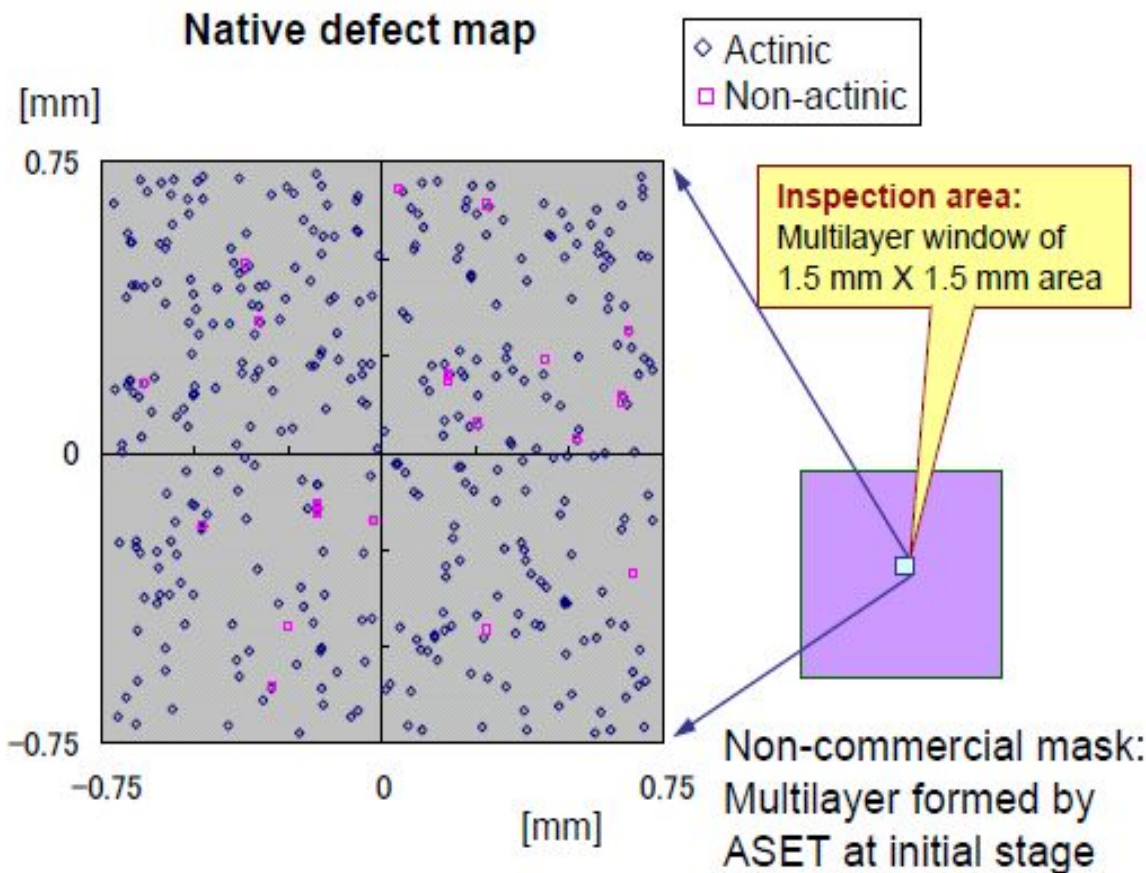 Native defect map
Actinic
Non-actinic
[mm]
0.75
0
−0.75
−0.75
0
0.75
[mm]
Inspection area:
Multilayer window of
1.5 mm X 1.5 mm area
Non-commercial mask:
Multilayer formed by
ASET at initial stage